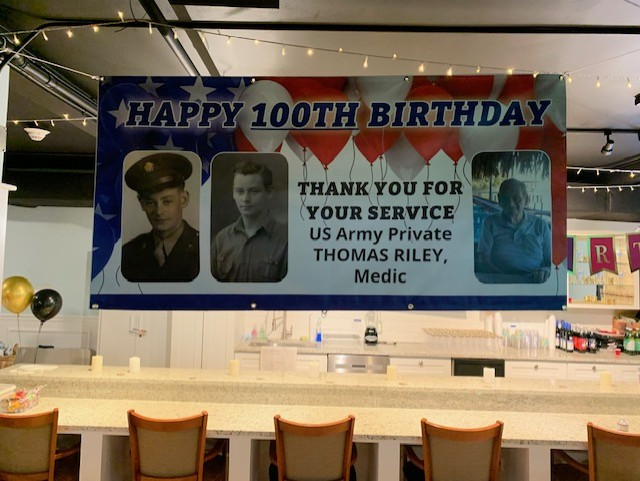 HAPPY 100TH BIRTHDAY
THANK YOU FOR
YOUR SERVICE
US Army Private
THOMAS RILEY,
Medic
R T